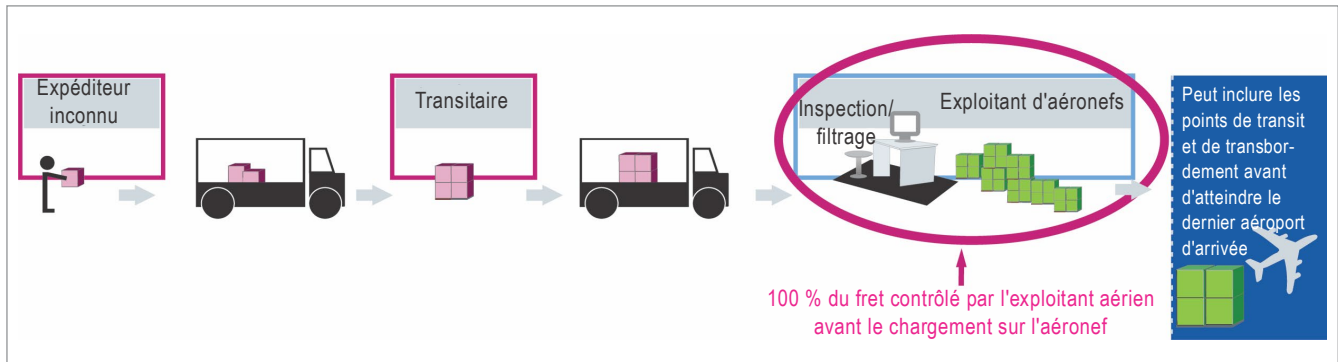 Expéditeur
inconnu
Transitaire
Inspection/
filtrage
Exploitant d'aéronefs
Peut inclure les
points de transit
et de transbor-
dement avant
d'atteindre le
dernier aéroport
d'arrivée
100 % du fret contrôlé par l'exploitant aérien
avant le chargement sur l'aéronef